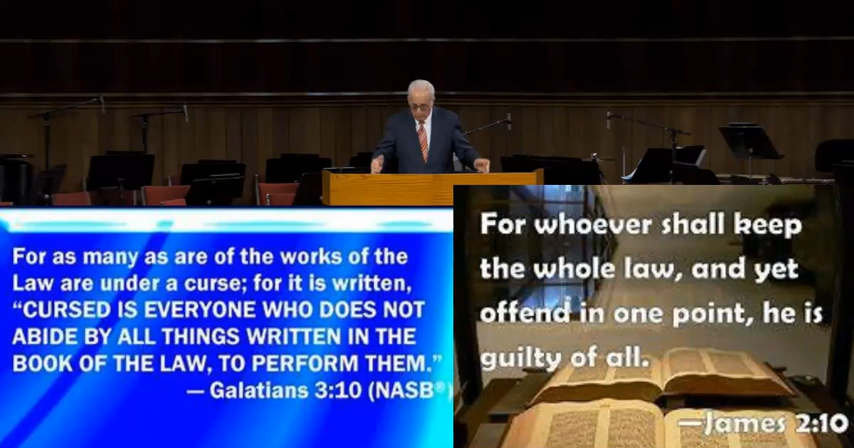 For as many as are of the works of the
Law are under a curse; for it is written,
“CURSED IS EVERYONE WHO DOES NOT
ABIDE BY ALL THINGS WRITTEN IN THE
BOOK OF THE LAW, TO PERFORM THEM.”
— Galatians 3:10 (NASB®)
For whoever shall keep
the whole law, and yet
offend in one point, he is
guilty of all.
—James 2:10